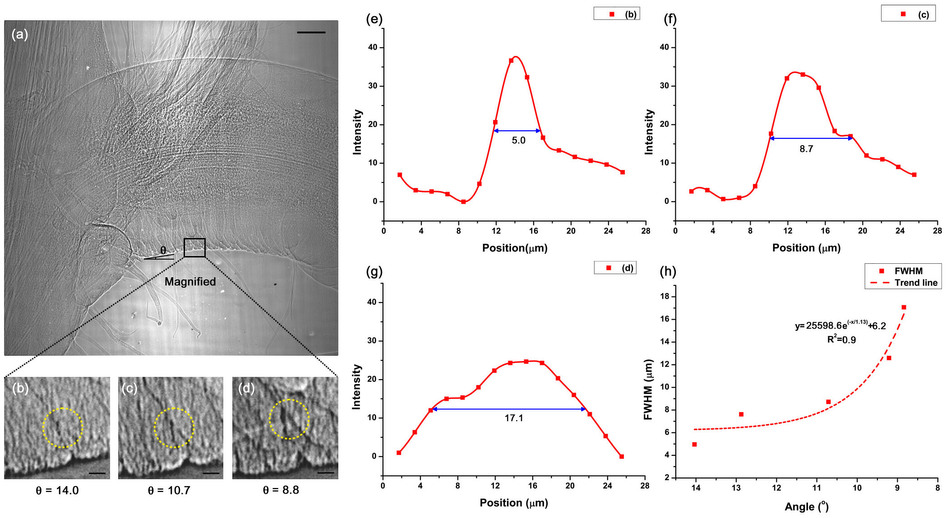 (a)
θ
Magnified
(b)
(c)
(d)
θ = 14.0
θ = 10.7
θ = 8.8
(e)
(b)
Intensity
40
30
20
10
0
5.0
0 4 8 12 16 20 24 28
Position(μm)
(f)
(c)
Intensity
40
30
20
10
0
8.7
0 4 8 12 16 20 24 28
Position (μm)
(g)
(d)
Intensity
40
30
20
10
0
17.1
0 4 8 12 16 20 24 28
Position (μm)
(h)
FWHM
Trend line
y= 25598.6e(-x/1.13)+6.2
R2=0.9
FWHM (μm)
18
16
14
12
10
8
6
4
2
14 13 12 11 10 9 8
Angle (o)